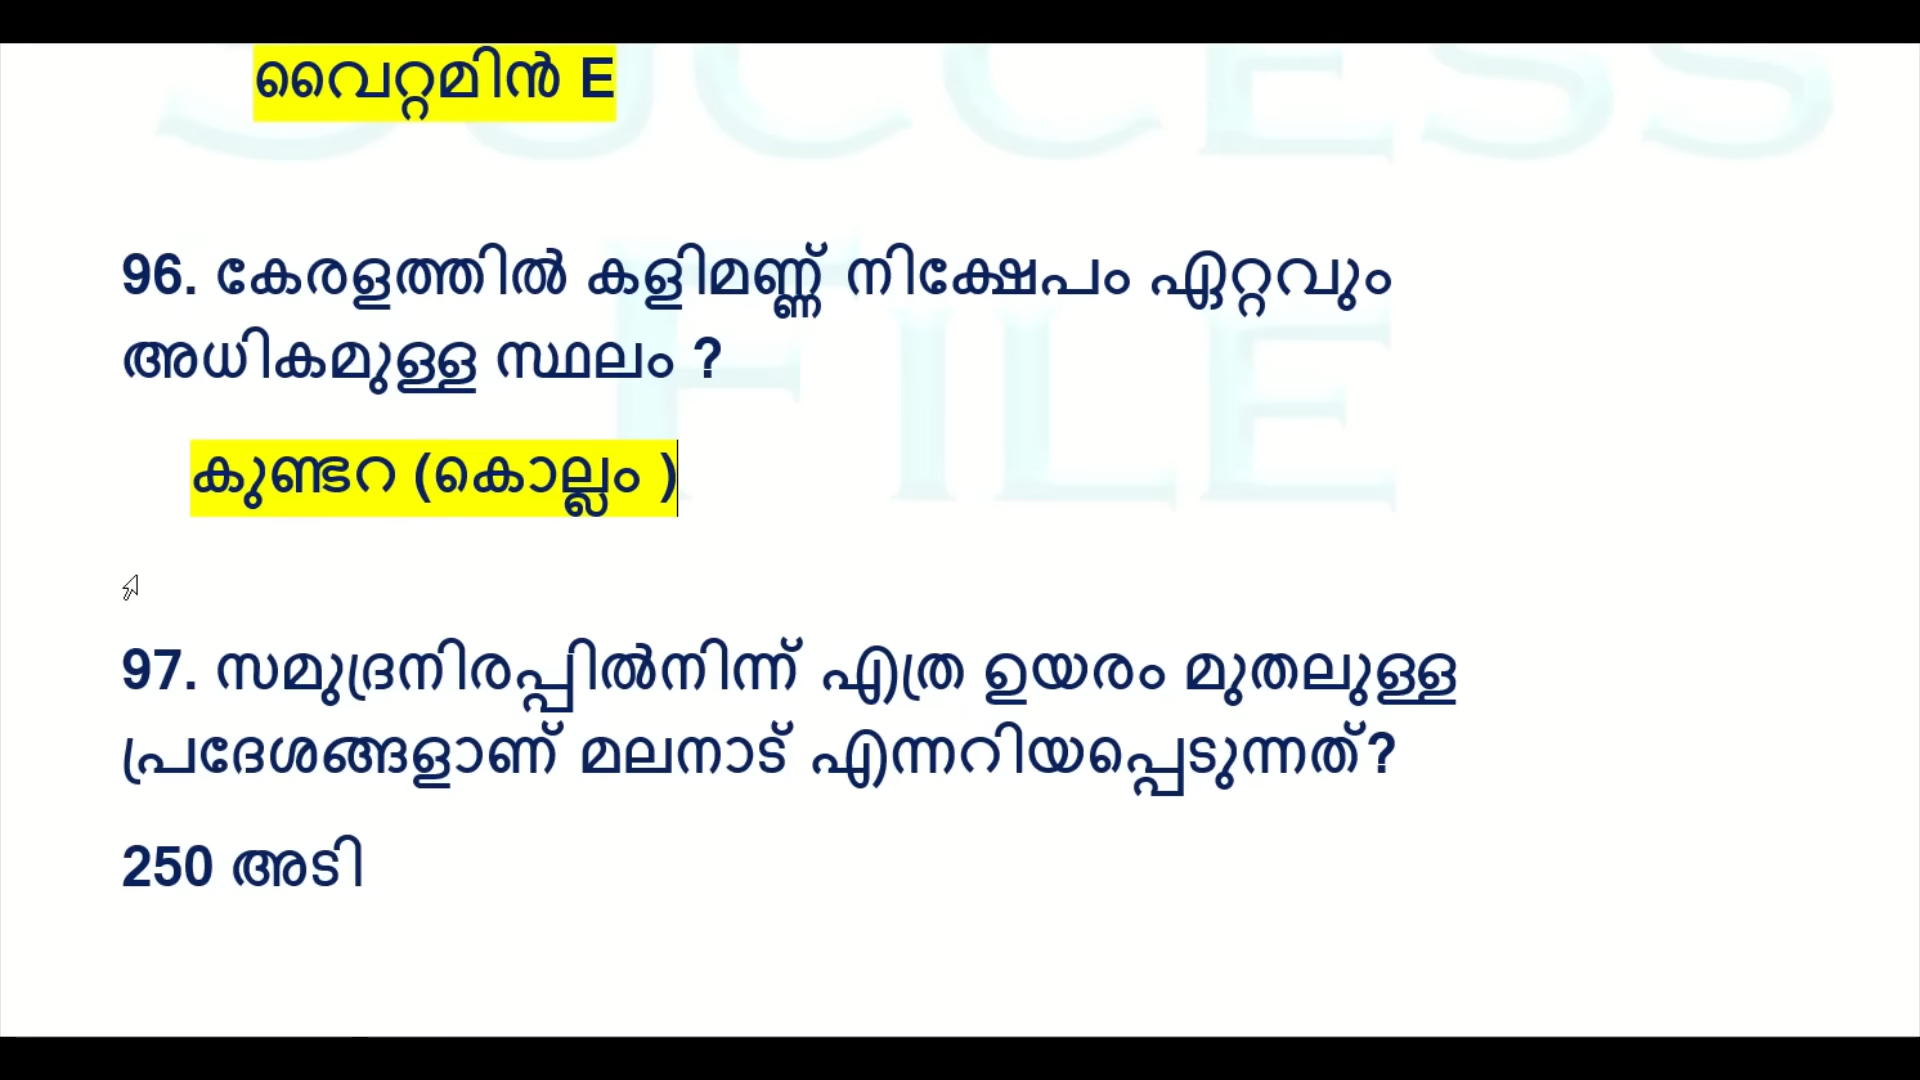 വൈറ്റമിൻ E
96. കേരളത്തിൽ കളിമണ്ണ് നിക്ഷേപം ഏറ്റവും
അധികമുള്ള സ്ഥലം ?
കുണ്ടറ (കൊല്ലം )
97. സമുദ്രനിരപ്പിൽനിന്ന് എത്ര ഉയരം മുതലുള്ള
പ്രദേശങ്ങളാണ് മലനാട് എന്നറിയപ്പെടുന്നത്?
250 അടി
SUCCESS
FILE